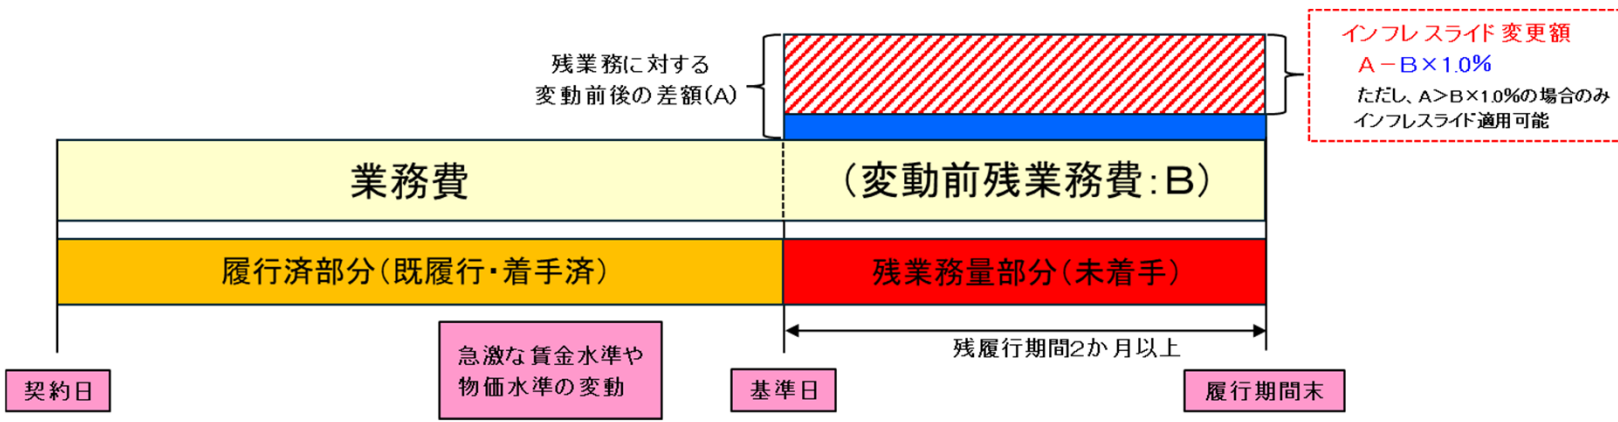 インフレスライド変更額
A－B×1.0%
ただし、A＞B×1.0%の場合のみ
インフレスライド適用可能
残業務に対する
変動前後の差額(A)
業務費
（変動前残業務費：B）
履行済部分（既履行・着手済）
残業務量部分（未着手）
残履行期間2か月以上
急激な賃金水準や
物価水準の変動
契約日
基準日
履行期間末